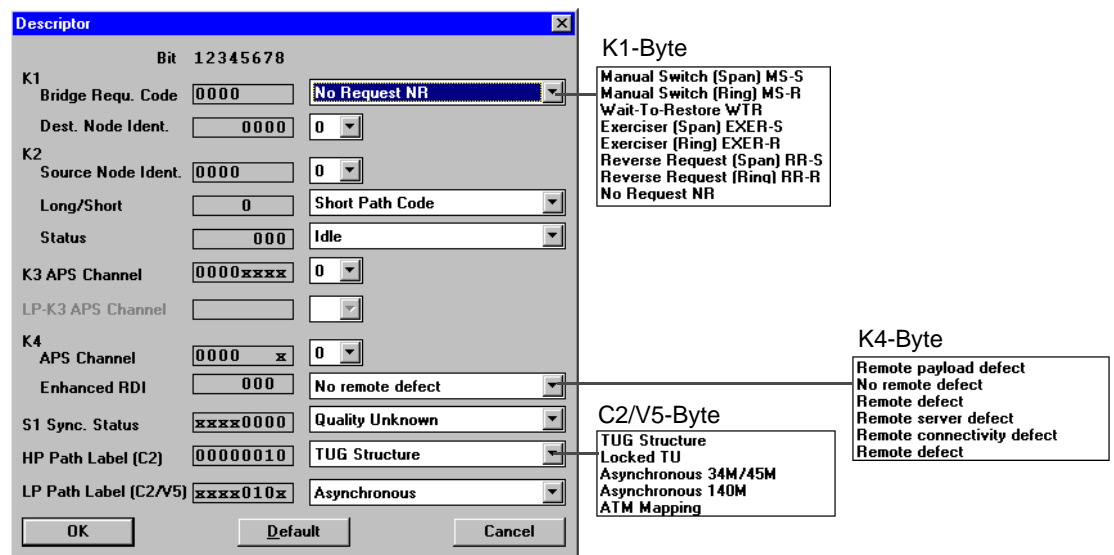 Descriptor
Bit 12345678
K1
Bridge Requ. Code 0000 No Request NR
Dest. Node Ident. 0000 0
K2
Source Node Ident. 0000 0
Long/Short 0 Short Path Code
Status 000 Idle
K3 APS Channel 0000xxxx 0
LP-K3 APS Channel
K4
APS Channel 0000 x 0
Enhanced RDI 000 No remote defect
S1 Sync. Status xxxx0000 Quality Unknown
HP Path Label (C2) 00000010 TUG Structure
LP Path Label (C2/V5) xxxx010x Asynchronous
OK Default Cancel
K1-Byte
Manual Switch (Span) MS-S
Manual Switch (Ring) MS-R
Wait-To-Restore WTR
Exerciser (Span) EXER-S
Exerciser (Ring) EXER-R
Reverse Request (Span) RR-S
Reverse Request (Ring) RR-R
No Request NR
K4-Byte
Remote payload defect
No remote defect
Remote defect
Remote server defect
Remote connectivity defect
Remote defect
C2/V5-Byte
TUG Structure
Locked TU
Asynchronous 34M/45M
Asynchronous 140M
ATM Mapping